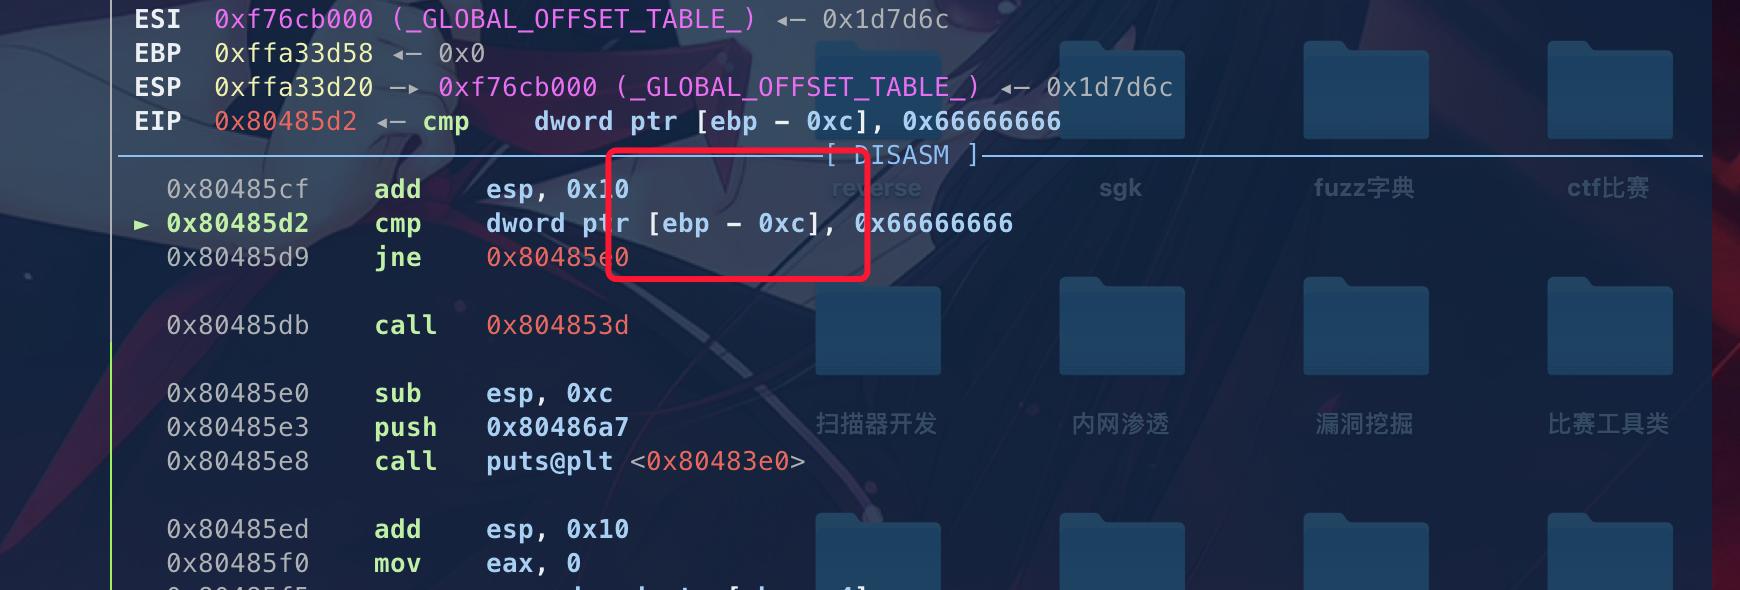 ESI 0xf76cb000 (_GLOBAL_OFFSET_TABLE_) ◂— 0x1d7d6c
EBP 0xffa33d58 ◂— 0x0
ESP 0xffa33d20 —▸ 0xf76cb000 (_GLOBAL_OFFSET_TABLE_) ◂— 0x1d7d6c
EIP 0x80485d2 ◂— cmp dword ptr [ebp - 0xc], 0x66666666
[ DISASM ]
0x80485cf add esp, 0x10
► 0x80485d2 cmp dword ptr [ebp - 0xc], 0x66666666
0x80485d9 jne 0x80485e0
0x80485db call 0x804853d
0x80485e0 sub esp, 0xc
0x80485e3 push 0x80486a7
0x80485e8 call puts@plt <0x80483e0>
0x80485ed add esp, 0x10
0x80485f0 mov eax, 0
reverse sgk fuzz字典 ctf比赛
扫描器开发 内网渗透 漏洞挖掘 比赛工具类